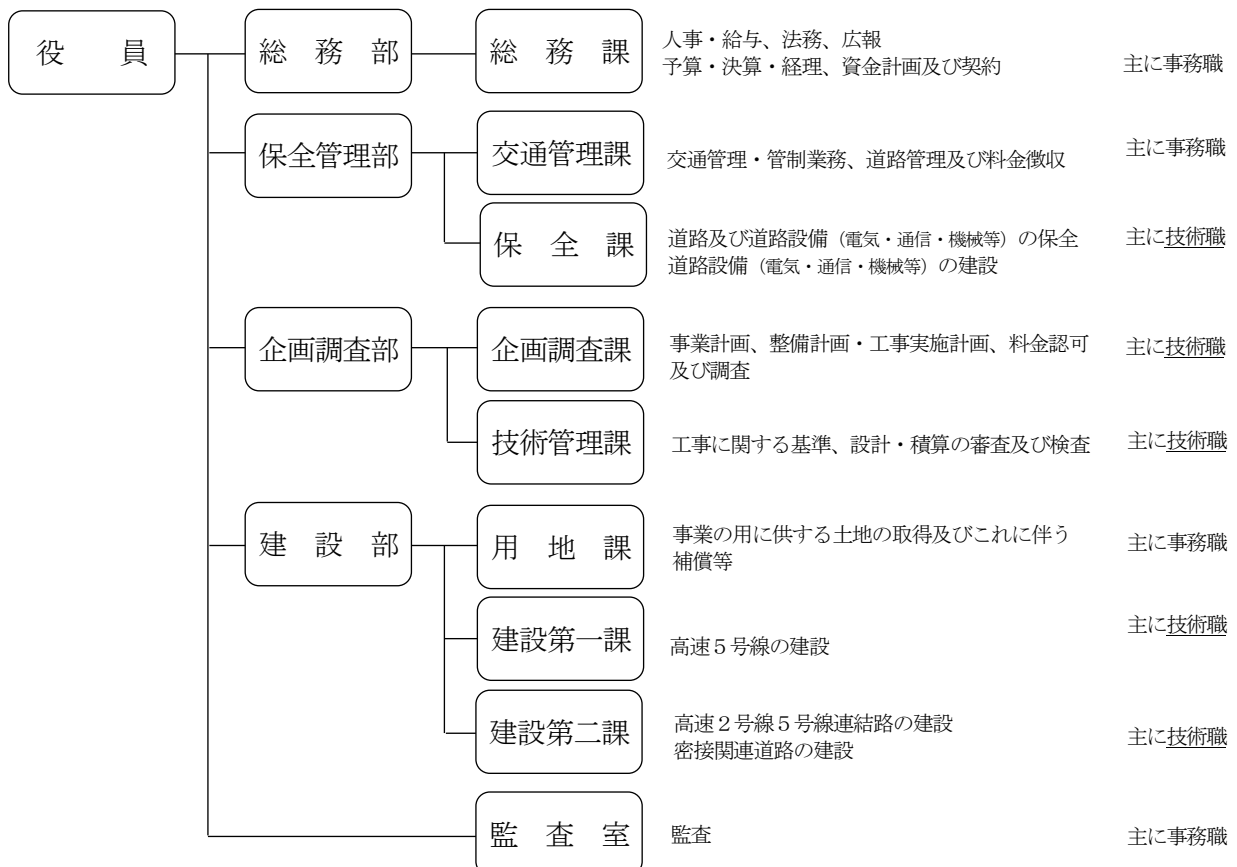 役員
総務部
総務課
人事・給与、法務、広報
予算・決算・経理、資金計画及び契約
主に事務職
保全管理部
交通管理課
交通管理・管制業務、道路管理及び料金徴収
主に事務職
保全課
道路及び道路設備（電気・通信・機械等）の保全
道路設備（電気・通信・機械等）の建設
主に技術職
企画調査部
企画調査課
事業計画、整備計画・工事実施計画、料金認可
及び調査
主に技術職
技術管理課
工事に関する基準、設計・積算の審査及び検査
主に技術職
建設部
用地課
事業の用に供する土地の取得及びこれに伴う
補償等
主に事務職
建設第一課
高速５号線の建設
主に技術職
建設第二課
高速２号線５号線連結路の建設
密接関連道路の建設
主に技術職
監査室
監査
主に事務職